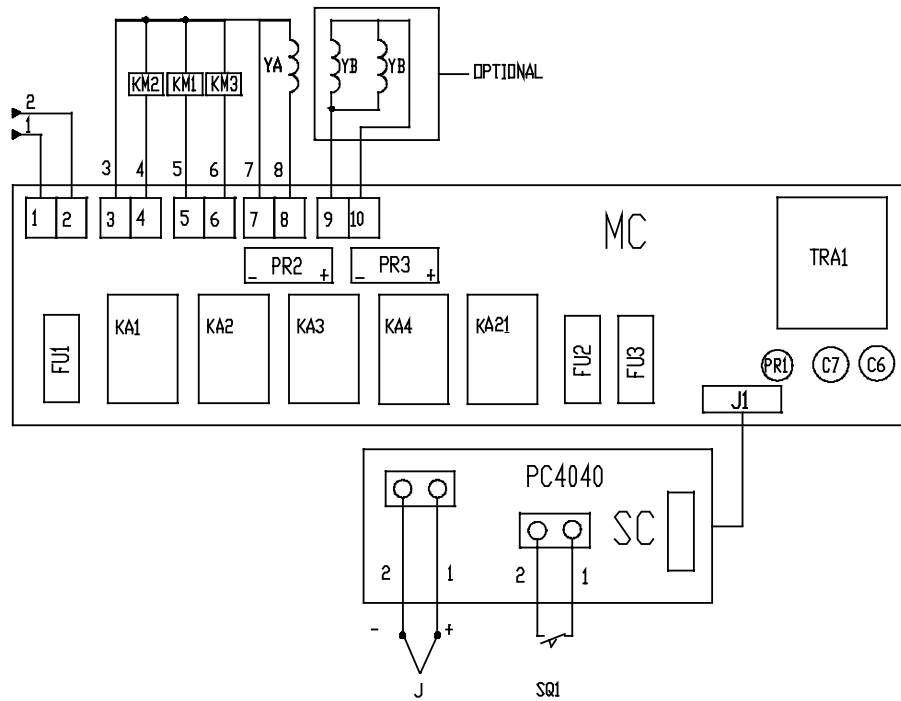 YA
YB
YB
OPTIONAL
KM2
KM1
KM3
2
1
3
4
5
6
7
8
1
2
3
4
5
6
7
8
9
10
MC
- PR2 +
- PR3 +
TRA1
KA1
KA2
KA3
KA4
KA21
FU1
FU2
FU3
PR1
C7
C6
J1
PC4040
SC
2
1
2
1
-
+
J
SQ1